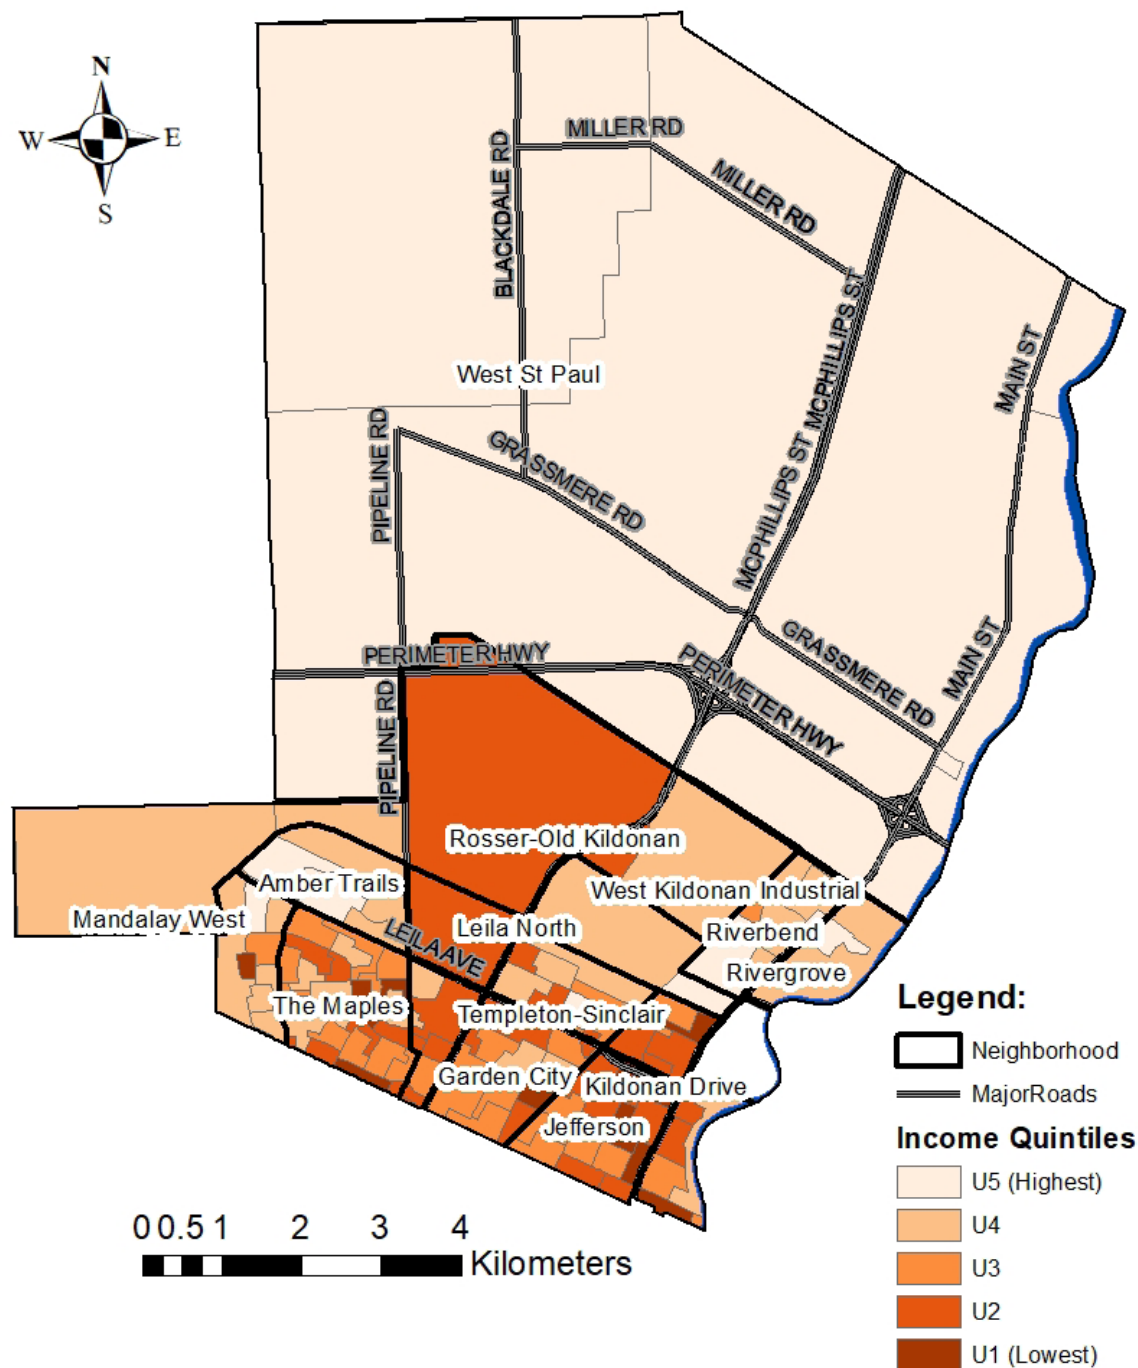 N
W E
S
MILLER RD
MILLER RD
BLACKDALE RD
MCPHILLIPS ST
MAIN ST
West St Paul
PIPELINE RD
GRASSMERE RD
MCPHILLIPS ST
GRASSMERE RD
MAIN ST
PERIMETER HWY
PERIMETER HWY
PIPELINE RD
Rosser-Old Kildonan
Amber Trails
West Kildonan Industrial
Mandalay West
Leila North
Riverbend
LEILA AVE
Rivergrove
The Maples
Templeton-Sinclair
Garden City
Kildonan Drive
Jefferson
Legend:
Neighborhood
MajorRoads
Income Quintiles
U5 (Highest)
U4
U3
U2
U1 (Lowest)
0 0.5 1 2 3 4
Kilometers